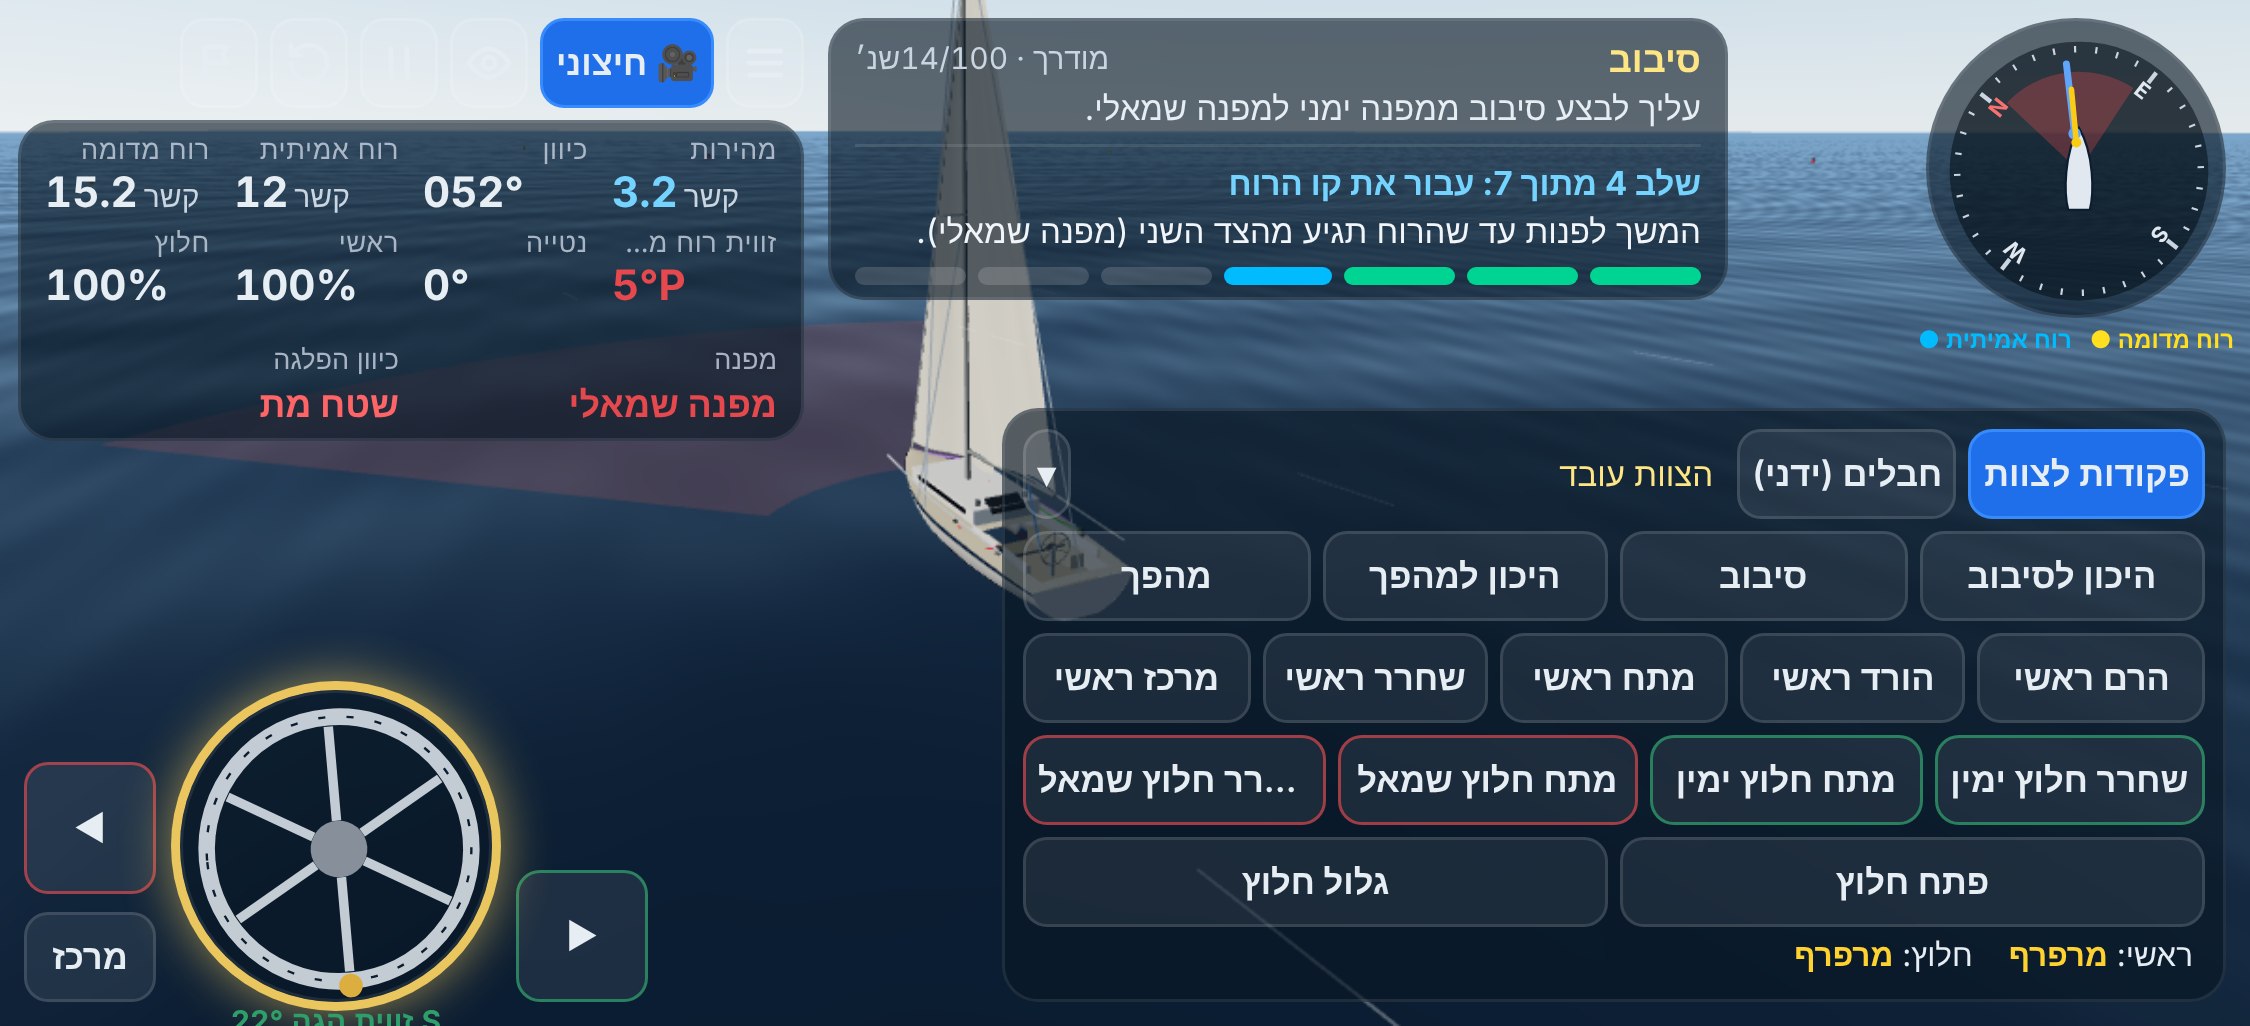 חיצוני
סיבוב
מודרך · 14/100שנ׳
עליך לבצע סיבוב ממפנה ימני למפנה שמאלי.
שלב 4 מתוך 7: עבור את קו הרוח
המשך לפנות עד שהרוח תגיע מהצד השני (מפנה שמאלי).
N
E
S
W
רוח מדומה
רוח אמיתית
מהירות
כיוון
רוח אמיתית
רוח מדומה
3.2 קשר
052°
12 קשר
15.2 קשר
זווית רוח מ...
נטייה
ראשי
חלוץ
5°P
0°
100%
100%
מפנה
כיוון הפלגה
מפנה שמאלי
שטח מת
פקודות לצוות
חבלים (ידני)
הצוות עובד
▼
היכון לסיבוב
סיבוב
היכון למהפך
מהפך
הרם ראשי
הורד ראשי
מתח ראשי
שחרר ראשי
מרכז ראשי
שחרר חלוץ ימין
מתח חלוץ ימין
מתח חלוץ שמאל
...רר חלוץ שמאל
פתח חלוץ
גלול חלוץ
ראשי: מרפרף
חלוץ: מרפרף
◀
▶
מרכז
זווית הגה 22° S